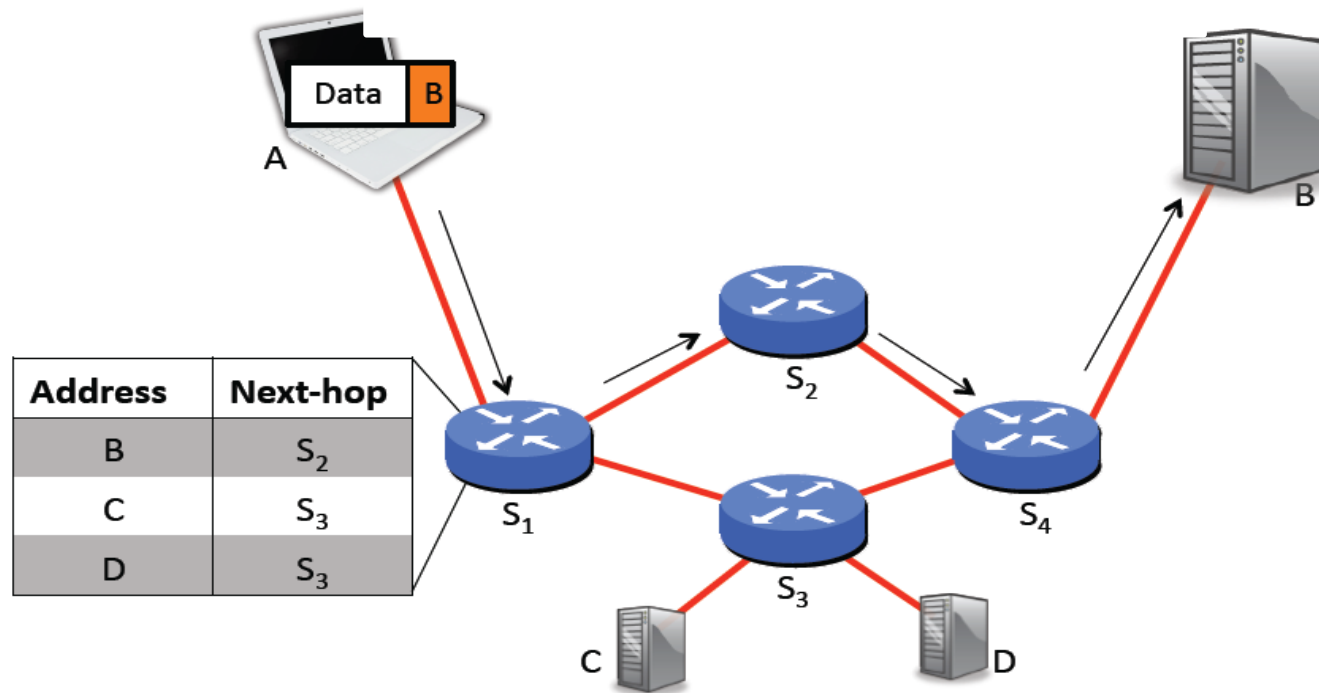 Data B
A
B
Address Next-hop
B S₂
C S₃
D S₃
S₁
S₂
S₃
S₄
C
D